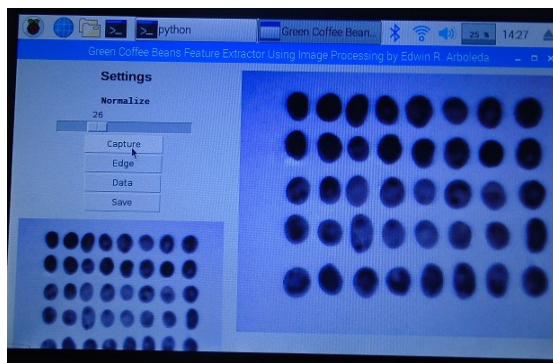 python
Green Coffee Bean...
25 %
14:27
Green Coffee Beans Feature Extractor Using Image Processing by Edwin R. Arboleda
Settings
Normalize
26
Capture
Edge
Data
Save